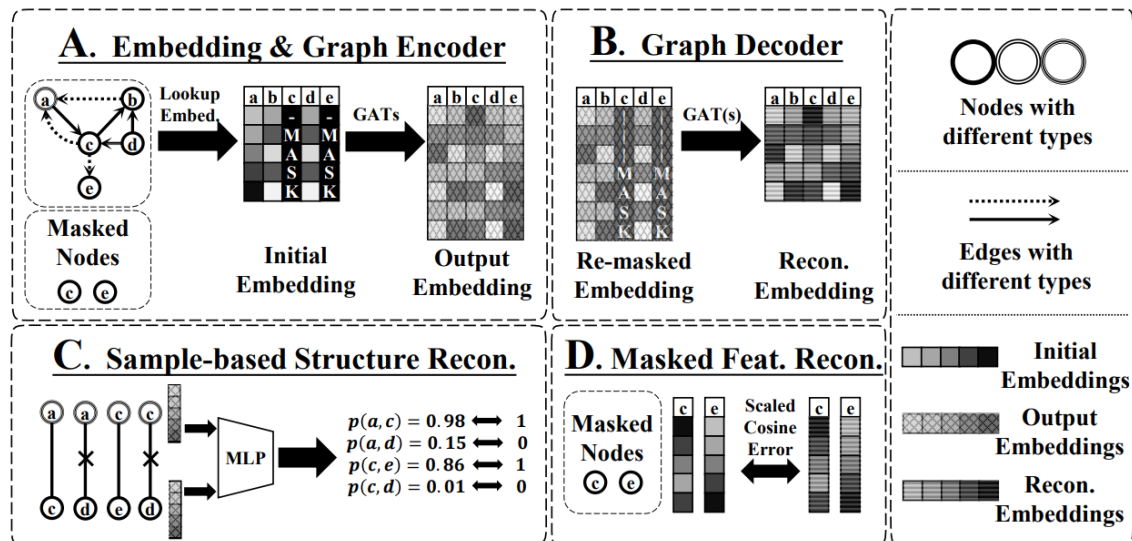 A. Embedding & Graph Encoder
a
b
c
d
e
Lookup
Embed.
Masked
Nodes
c e
a b c d e
- -
M M
A A
S S
K K
Initial
Embedding
GATs
a b c d e
Output
Embedding
B. Graph Decoder
a b c d e
M M
A A
S S
K K
Re-masked
Embedding
GAT(s)
a b c d e
Recon.
Embedding
C. Sample-based Structure Recon.
a a c c
c d e d
MLP
p(a, c) = 0.98 1
p(a, d) = 0.15 0
p(c, e) = 0.86 1
p(c, d) = 0.01 0
D. Masked Feat. Recon.
Masked
Nodes
c e
c e
Scaled
Cosine
Error
c e
Nodes with
different types
Edges with
different types
Initial
Embeddings
Output
Embeddings
Recon.
Embeddings